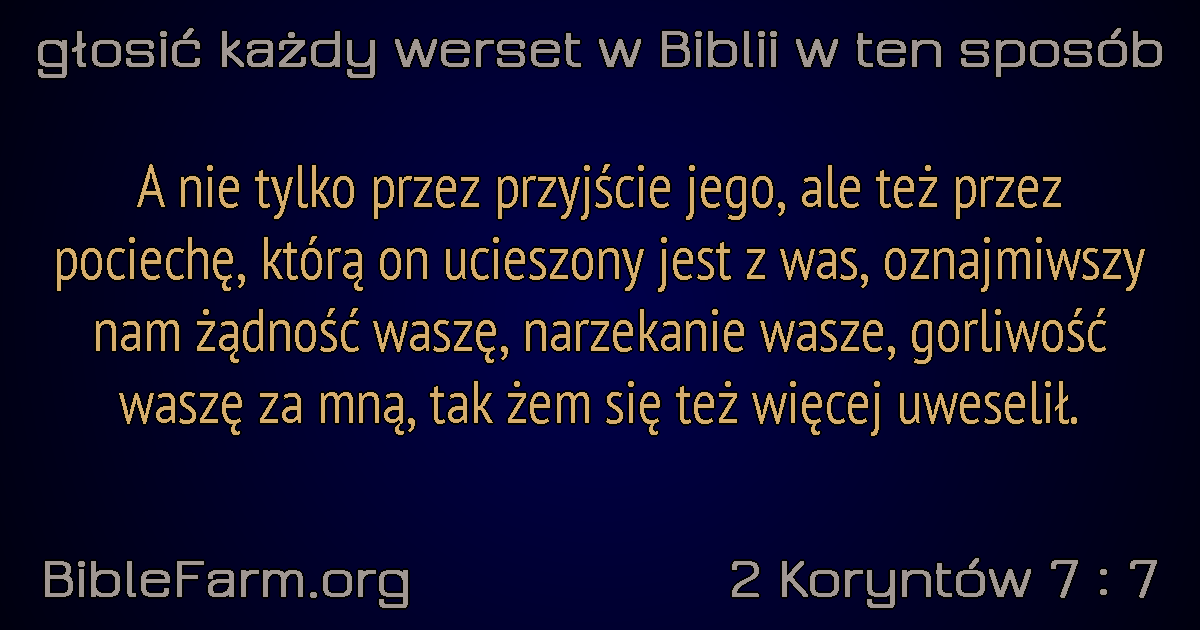 głosić każdy werset w Biblii w ten sposób
A nie tylko przez przyjście jego, ale też przez
pociechę, którą on ucieszony jest z was, oznajmiwszy
nam żądność waszę, narzekanie wasze, gorliwość
waszę za mną, tak żem się też więcej uweselił.
BibleFarm.org
2 Koryntów 7 : 7